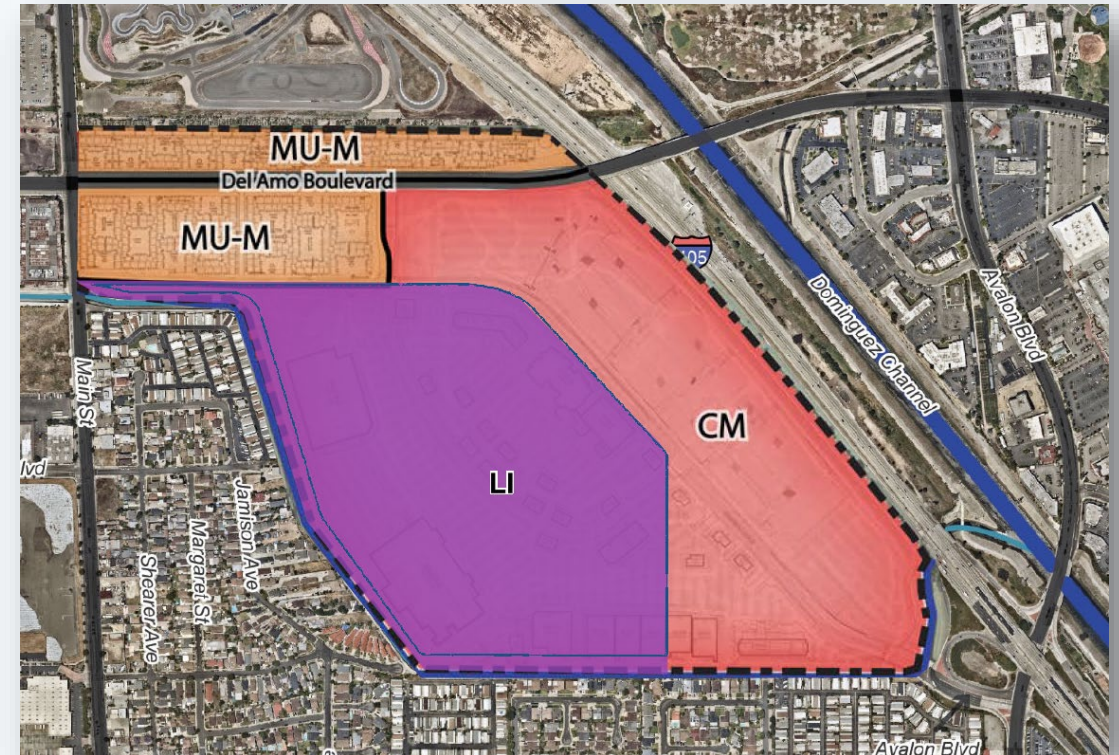 MU-M
Del Amo Boulevard
MU-M
405
Dominguez Channel
Avalon Blvd
Main St
CM
lvd
LI
Jamison Ave
Margaret St
Shearer Ave
e
Avalon Blvd